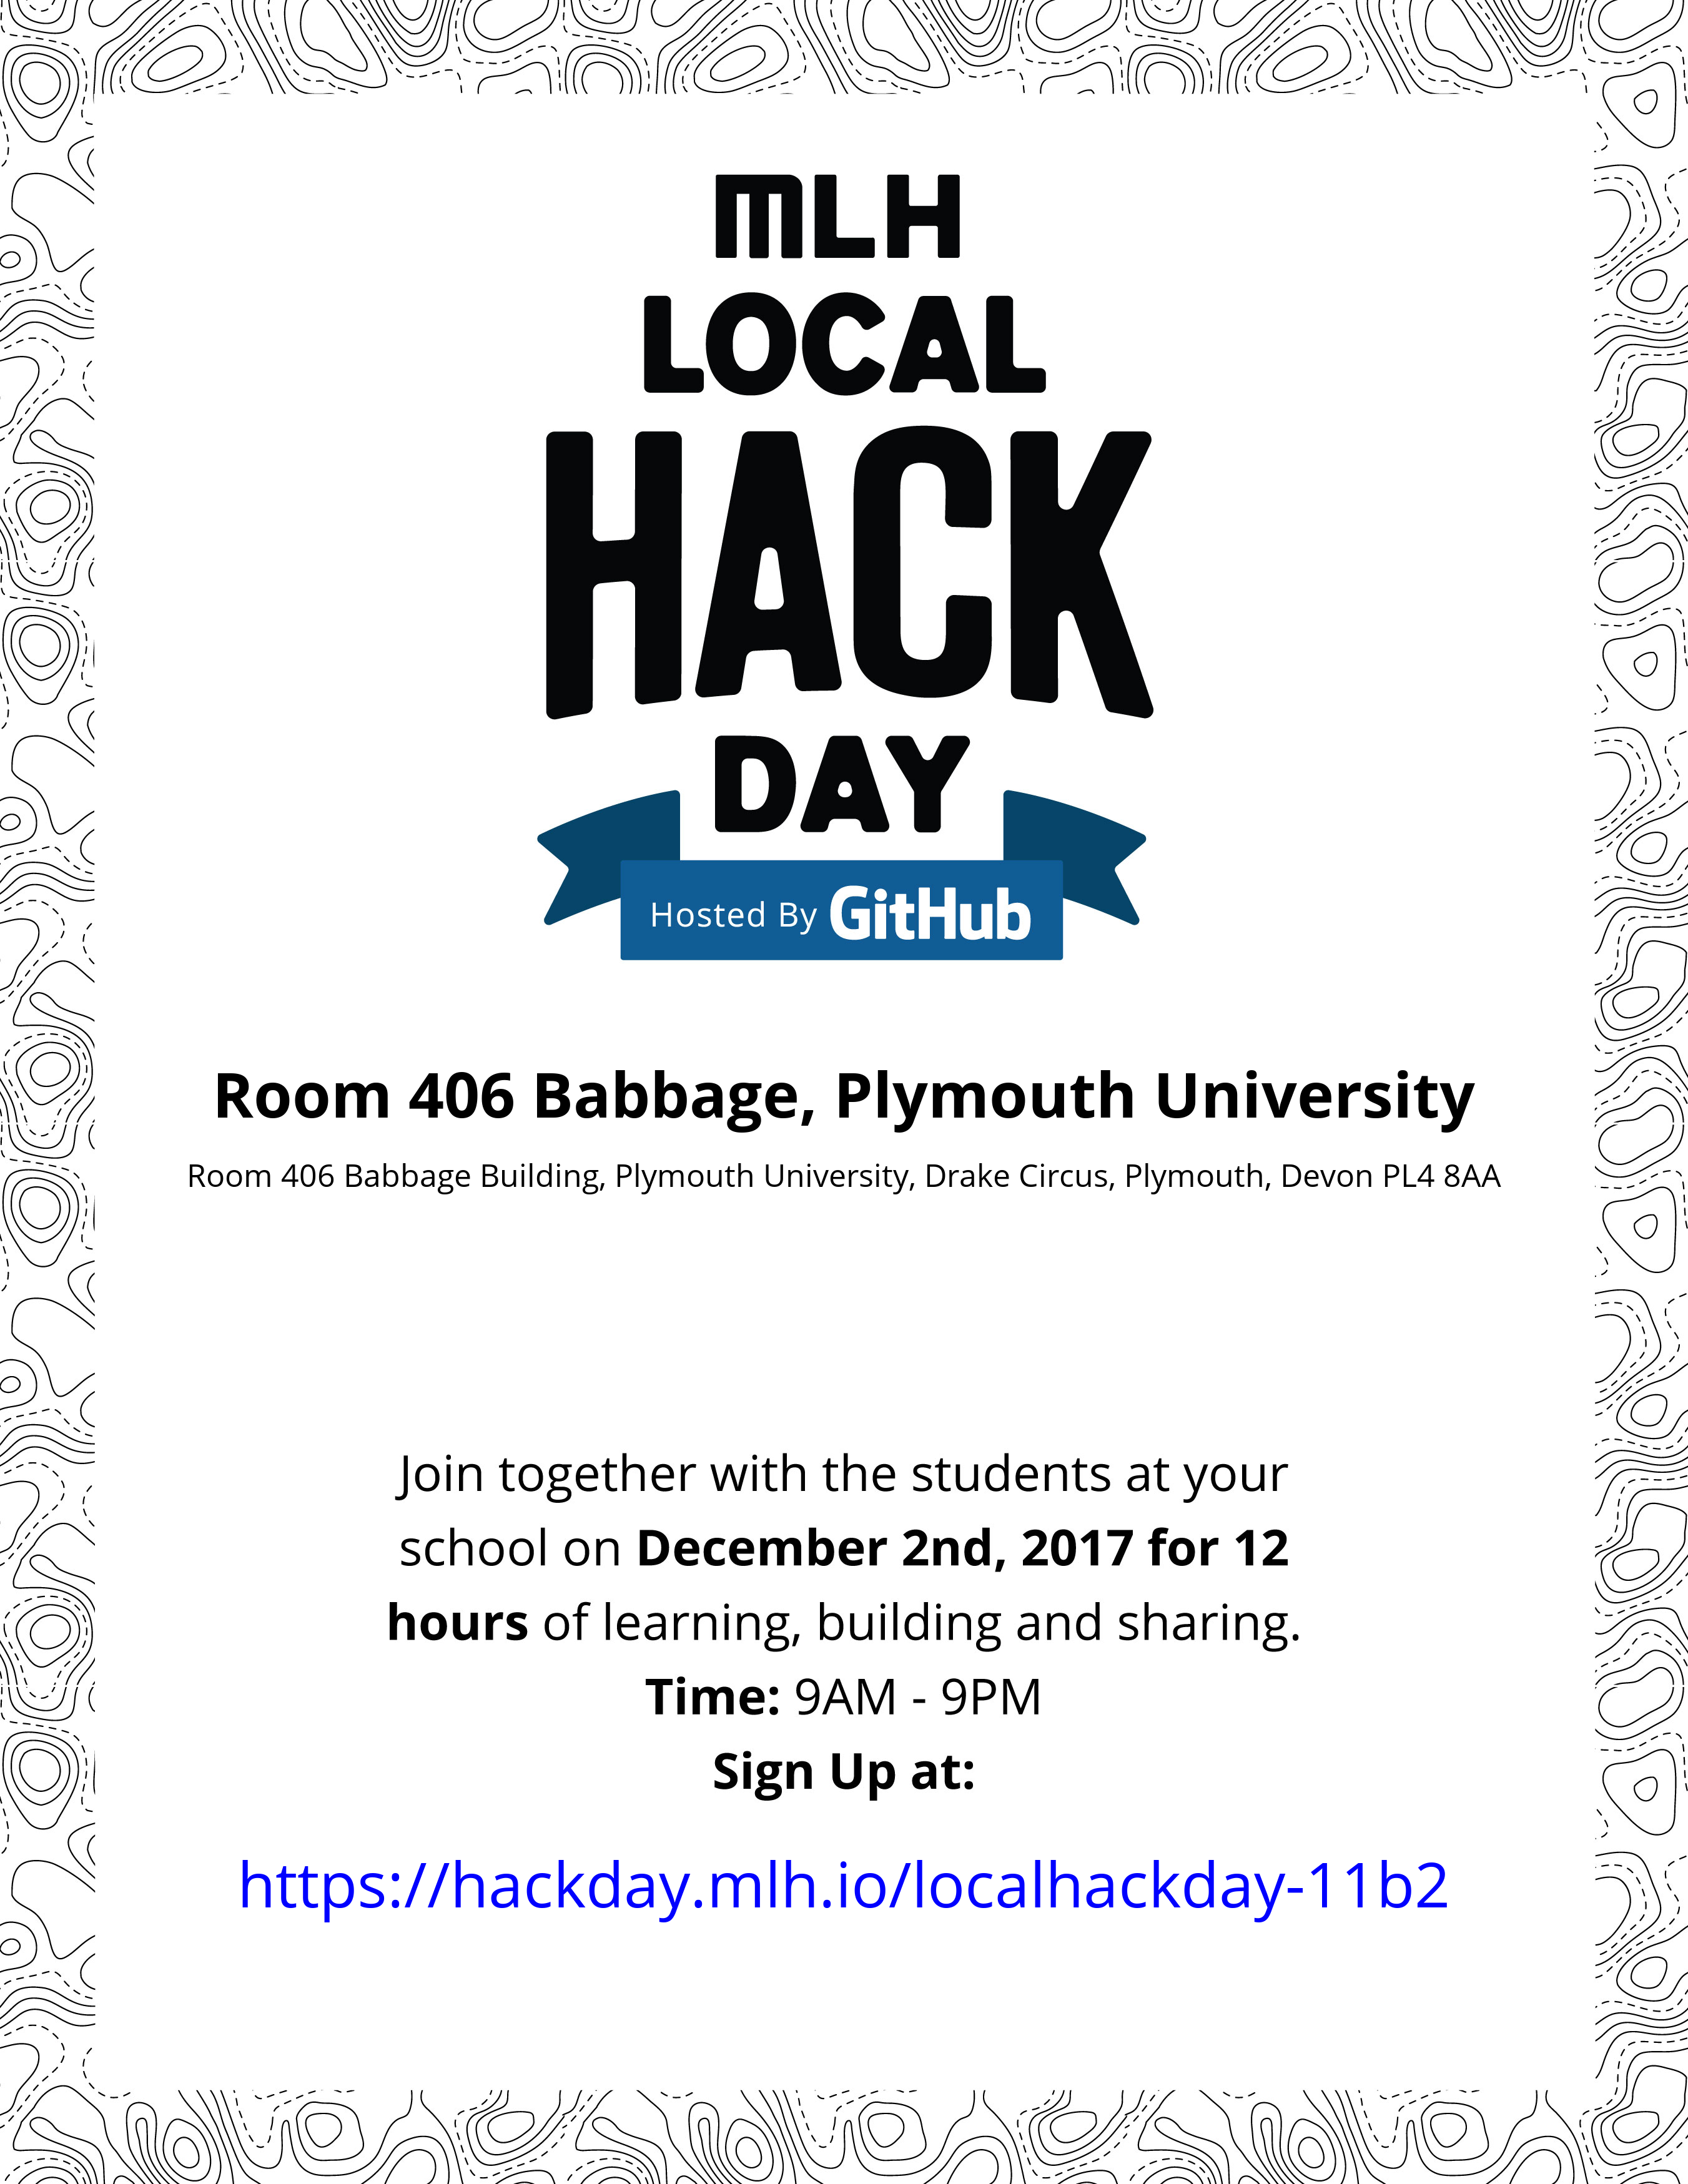 MLH
LOCAL
HACK
DAY
Hosted By GitHub
Room 406 Babbage, Plymouth University
Room 406 Babbage Building, Plymouth University, Drake Circus, Plymouth, Devon PL4 8AA
Join together with the students at your
school on December 2nd, 2017 for 12
hours of learning, building and sharing.
Time: 9AM - 9PM
Sign Up at:
https://hackday.mlh.io/localhackday-11b2